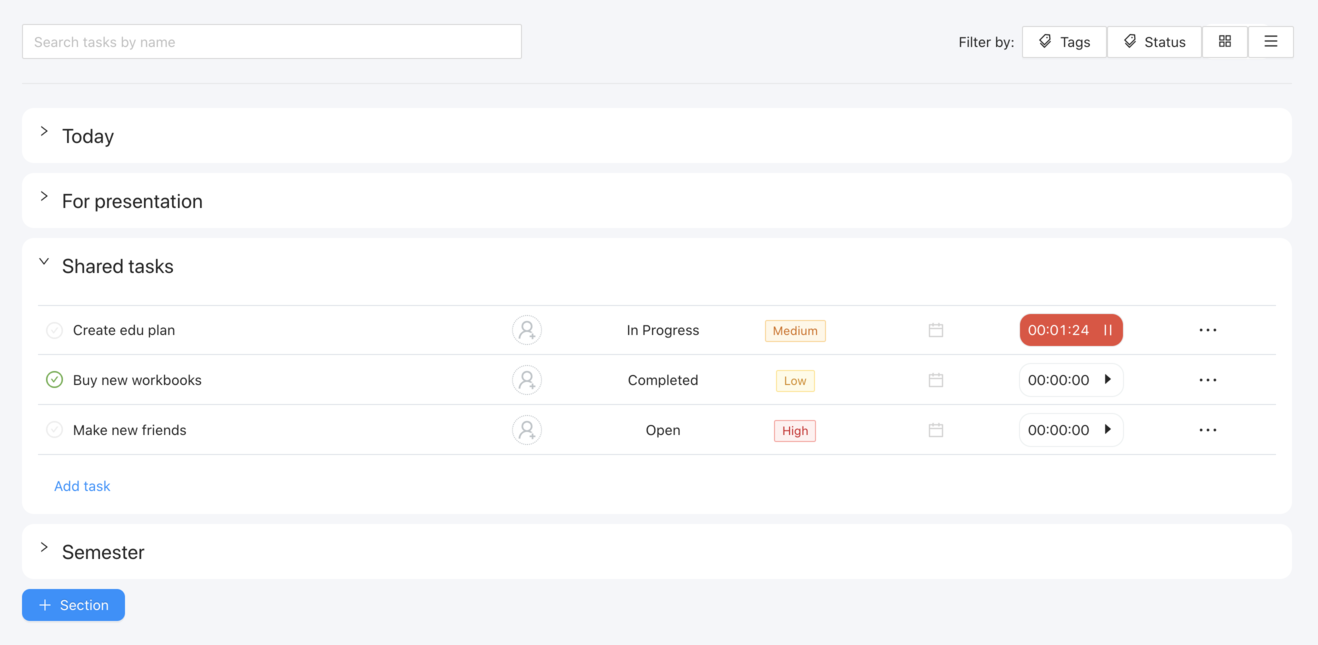 Search tasks by name
Filter by: Tags Status
Today
For presentation
Shared tasks
Create edu plan In Progress Medium 00:01:24
Buy new workbooks Completed Low 00:00:00
Make new friends Open High 00:00:00
Add task
Semester
+ Section